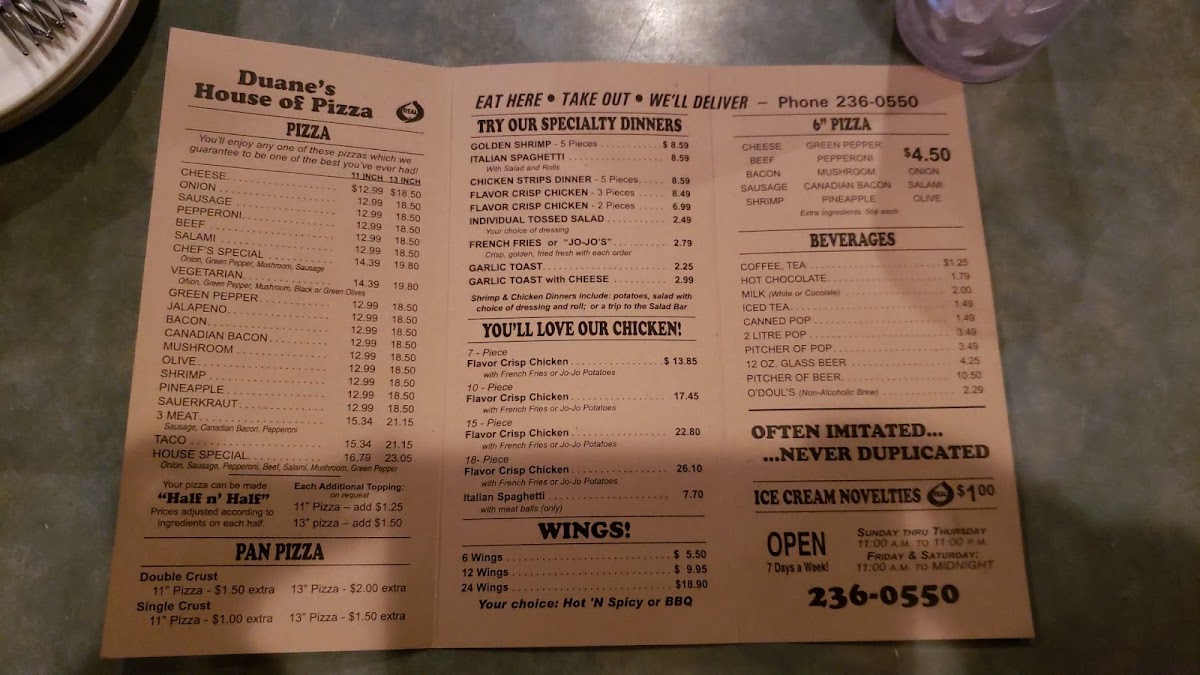 Duane's
House of Pizza
REAL
PIZZA
You'll enjoy any one of these pizzas which we
guarantee to be one of the best you've ever had!
11 INCH 13 INCH
CHEESE $12.99 $18.50
ONION 12.99 18.50
SAUSAGE 12.99 18.50
PEPPERONI 12.99 18.50
BEEF 12.99 18.50
SALAMI 12.99 18.50
CHEF'S SPECIAL 14.39 19.80
Onion, Green Pepper, Mushroom, Sausage
VEGETARIAN 14.39 19.80
Onion, Green Pepper, Mushroom, Black or Green Olives
GREEN PEPPER 12.99 18.50
JALAPENO 12.99 18.50
BACON 12.99 18.50
CANADIAN BACON 12.99 18.50
MUSHROOM 12.99 18.50
OLIVE 12.99 18.50
SHRIMP 12.99 18.50
PINEAPPLE 12.99 18.50
SAUERKRAUT 12.99 18.50
3 MEAT 15.34 21.15
Sausage, Canadian Bacon, Pepperoni
TACO 15.34 21.15
HOUSE SPECIAL 16.79 23.05
Onion, Sausage, Pepperoni, Beef, Salami, Mushroom, Green Pepper
Your pizza can be made
"Half n' Half"
Prices adjusted according to
ingredients on each half.
Each Additional Topping:
on request
11" Pizza – add $1.25
13" pizza – add $1.50
PAN PIZZA
Double Crust
11" Pizza - $1.50 extra 13" Pizza - $2.00 extra
Single Crust
11" Pizza - $1.00 extra 13" Pizza - $1.50 extra
EAT HERE • TAKE OUT • WE'LL DELIVER – Phone 236-0550
TRY OUR SPECIALTY DINNERS
GOLDEN SHRIMP - 5 Pieces $ 8.59
ITALIAN SPAGHETTI 8.59
With Salad and Rolls
CHICKEN STRIPS DINNER - 5 Pieces 8.59
FLAVOR CRISP CHICKEN - 3 Pieces 8.49
FLAVOR CRISP CHICKEN - 2 Pieces 6.99
INDIVIDUAL TOSSED SALAD 2.49
Your choice of dressing
FRENCH FRIES or "JO-JO'S" 2.79
Crisp, golden, fried fresh with each order
GARLIC TOAST 2.25
GARLIC TOAST with CHEESE 2.99
Shrimp & Chicken Dinners include: potatoes, salad with
choice of dressing and roll; or a trip to the Salad Bar
YOU'LL LOVE OUR CHICKEN!
7 - Piece
Flavor Crisp Chicken $ 13.85
with French Fries or Jo-Jo Potatoes
10 - Piece
Flavor Crisp Chicken 17.45
with French Fries or Jo-Jo Potatoes
15 - Piece
Flavor Crisp Chicken 22.80
with French Fries or Jo-Jo Potatoes
18- Piece
Flavor Crisp Chicken 26.10
with French Fries or Jo-Jo Potatoes
Italian Spaghetti 7.70
with meat balls (only)
WINGS!
6 Wings $ 5.50
12 Wings $ 9.95
24 Wings $18.90
Your choice: Hot 'N Spicy or BBQ
6" PIZZA
CHEESE GREEN PEPPER
BEEF PEPPERONI $4.50
BACON MUSHROOM ONION
SAUSAGE CANADIAN BACON SALAMI
SHRIMP PINEAPPLE OLIVE
Extra Ingredients 50¢ each
BEVERAGES
COFFEE, TEA $1.25
HOT CHOCOLATE 1.79
MILK (White or Cocolate) 2.00
ICED TEA 1.49
CANNED POP 1.49
2 LITRE POP 3.49
PITCHER OF POP 3.49
12 OZ. GLASS BEER 4.25
PITCHER OF BEER 10.50
O'DOUL'S (Non-Alcoholic Brew) 2.29
OFTEN IMITATED...
...NEVER DUPLICATED
ICE CREAM NOVELTIES REAL $1.00
OPEN
7 Days a Week!
SUNDAY THRU THURSDAY
11:00 A.M. TO 11:00 P.M.
FRIDAY & SATURDAY:
11:00 A.M. TO MIDNIGHT
236-0550